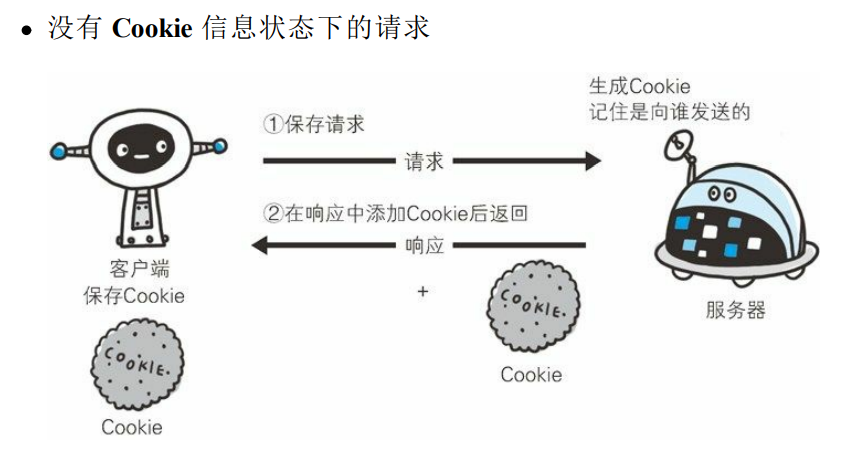 • 没有 Cookie 信息状态下的请求
生成Cookie
记住是向谁发送的
①保存请求
请求
②在响应中添加Cookie后返回
响应
+
客户端
保存Cookie
COOKIE.
Cookie
COOKIE.
Cookie
服务器